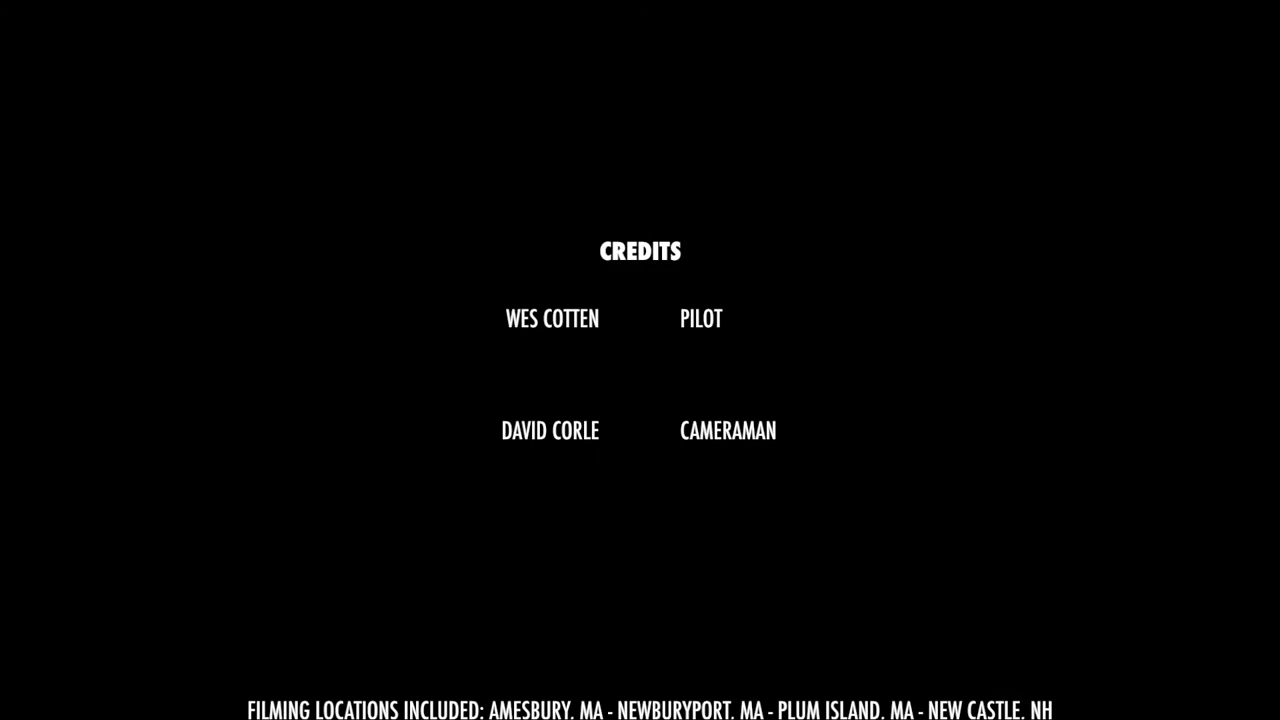 CREDITS
WES COTTEN PILOT
DAVID CORLE CAMERAMAN
FILMING LOCATIONS INCLUDED: AMESBURY, MA - NEWBURYPORT, MA - PLUM ISLAND, MA - NEW CASTLE, NH